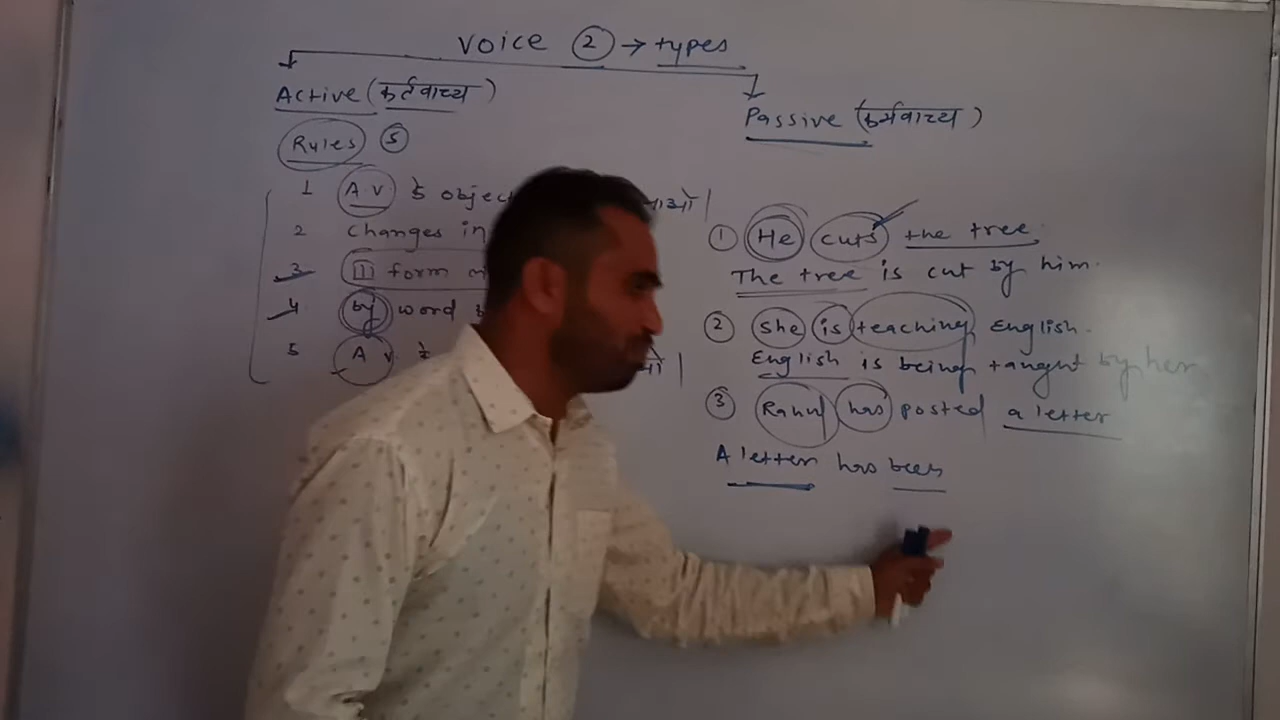 Voice ② → types
Active (कर्तवाच्य)
Passive (कर्मवाच्य)
Rules ⑤
1 A.V के objec
2 Changes in
3 III form
4 by word
5 A V. के
① He cuts the tree.
The tree is cut by him.
② She is teaching English.
English is being taught by her
③ Rahul has posted a letter
A letter has been